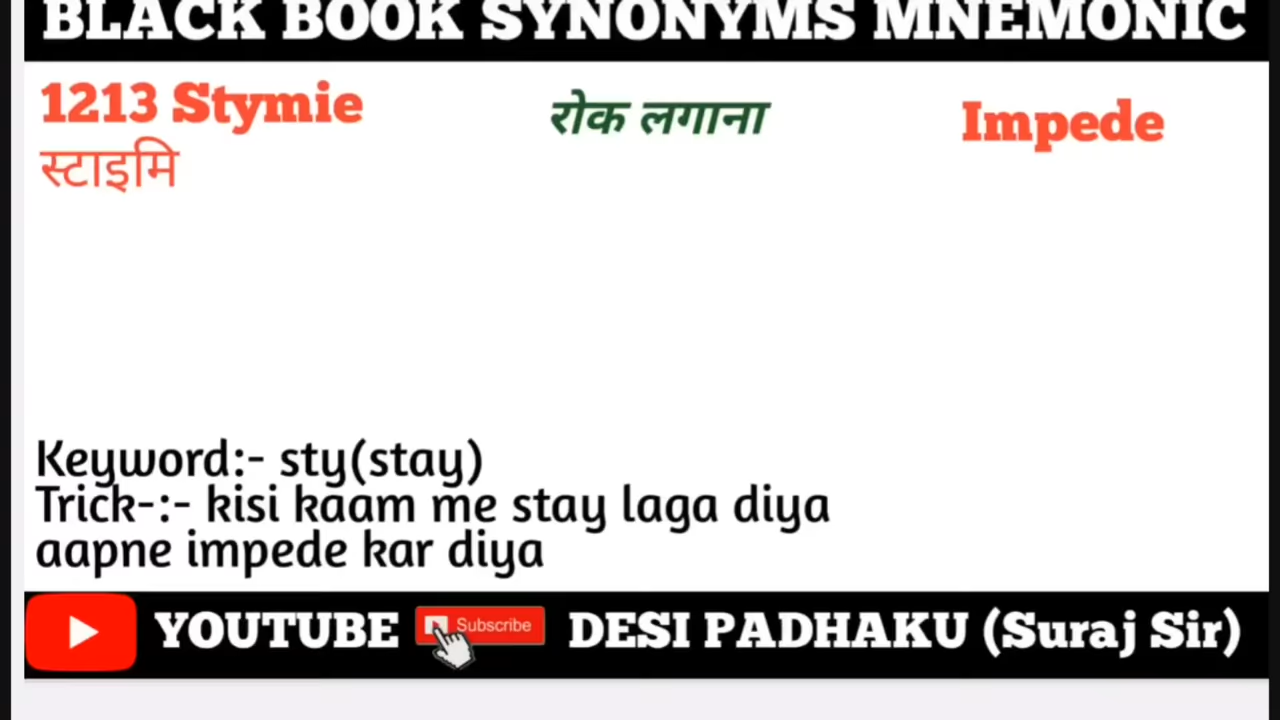 BLACK BOOK SYNONYMS MNEMONIC
1213 Stymie रोक लगाना Impede
स्टाइमि
Keyword:- sty(stay)
Trick-:- kisi kaam me stay laga diya
aapne impede kar diya
YOUTUBE Subscribe DESI PADHAKU (Suraj Sir)